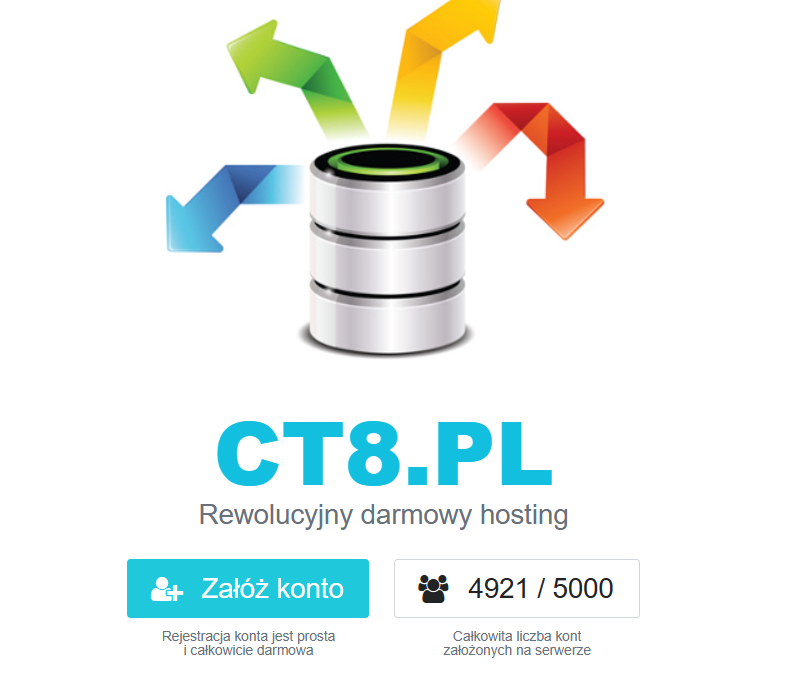 CT8.PL
Rewolucyjny darmowy hosting
Załóż konto
4921 / 5000
Rejestracja konta jest prosta
i całkowicie darmowa
Całkowita liczba kont
założonych na serwerze